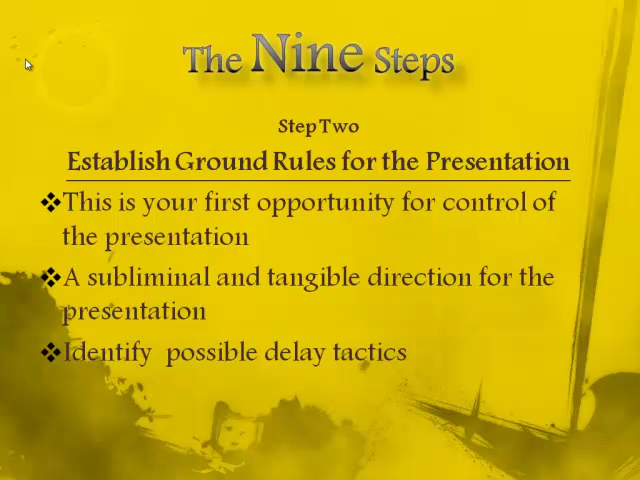 The Nine Steps
Step Two
Establish Ground Rules for the Presentation
❖This is your first opportunity for control of
the presentation
❖A subliminal and tangible direction for the
presentation
❖Identify possible delay tactics